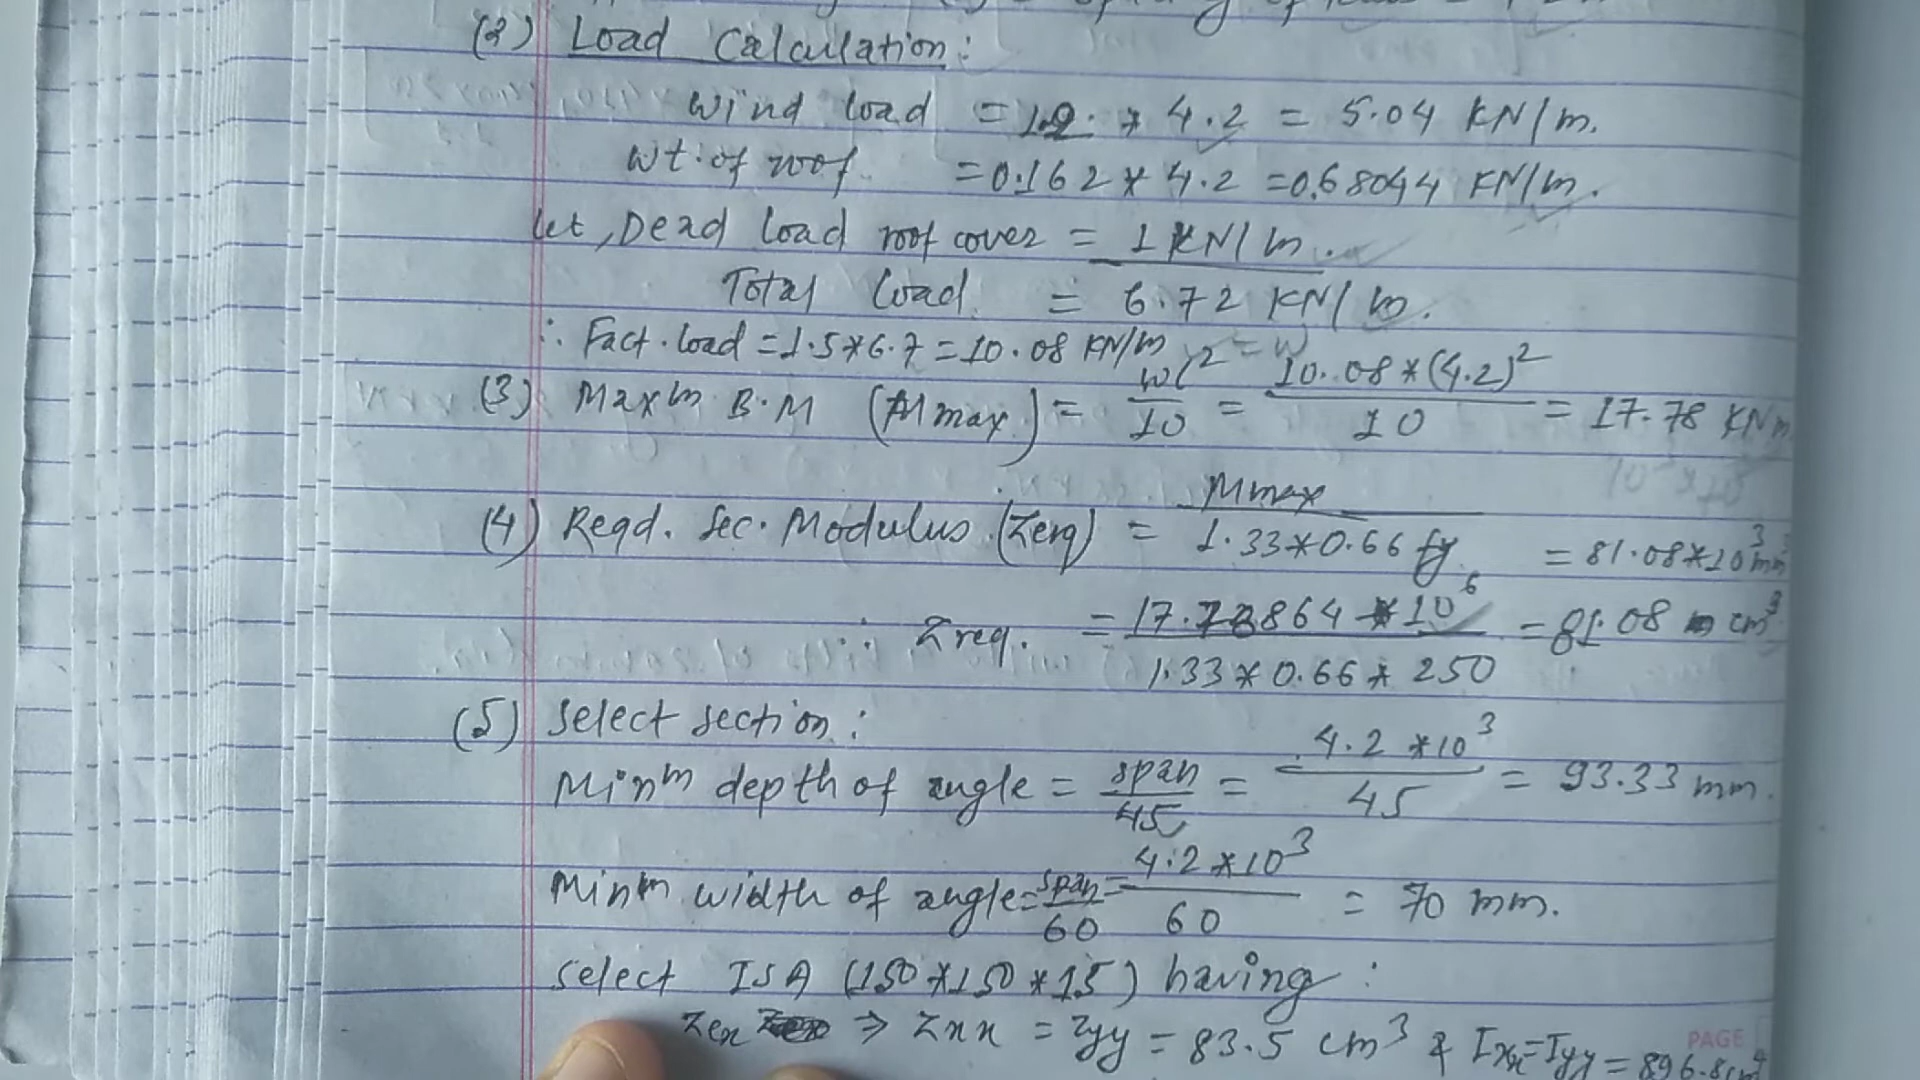 (2) Load Calculation:
Wind load = 1.2 * 4.2 = 5.04 KN/m.
Wt. of roof = 0.162 * 4.2 = 0.68044 KN/m.
Let, Dead load roof cover = 1 KN/m.
Total load = 6.72 KN/m.
∴ Fact. load = 1.5*6.7 = 10.08 KN/m = W
(3) Maxm B.M (Mmax) = wl²/10 = 10.08*(4.2)²/10 = 17.78 KNm
(4) Reqd. Sec. Modulus (Zerq) = Mmax/1.33*0.66 fy = 81.08*10³ mm³
∴ Zreq. = 17.78864 * 10⁶/1.33*0.66*250 = 81.08 cm³
(5) Select section:
Minm depth of angle = span/45 = 4.2*10³/45 = 93.33 mm.
Minm width of angle = span/60 = 4.2*10³/60 = 70 mm.
Select ISA (150*150*15) having:
Zex ⇒ Zxx = Zyy = 83.5 cm³ & Ixx=Iyy = 896.8cm⁴
PAGE